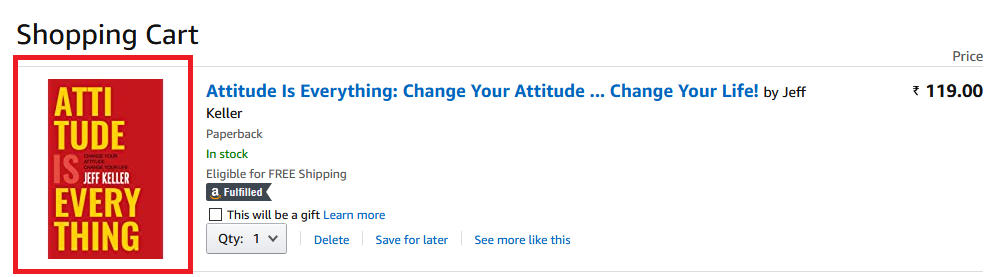 Shopping Cart
Price
ATTI
TUDE
IS
CHANGE YOUR
ATTITUDE
CHANGE YOUR LIFE
JEFF KELLER
EVERY
THING
Attitude Is Everything: Change Your Attitude ... Change Your Life! by Jeff
Keller
₹ 119.00
Paperback
In stock
Eligible for FREE Shipping
a Fulfilled
This will be a gift Learn more
Qty: 1 Delete Save for later See more like this